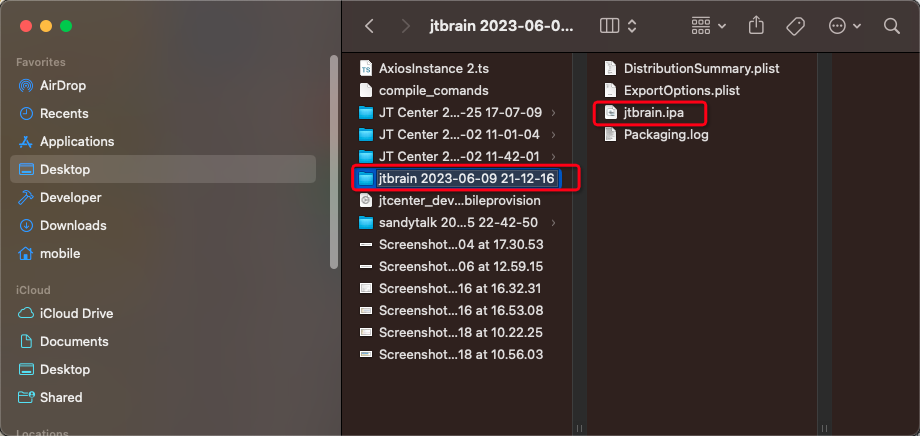 jtbrain 2023-06-0...
Favorites
AirDrop
Recents
Applications
Desktop
Developer
Downloads
mobile
iCloud
iCloud Drive
Documents
Desktop
Shared
Locations
TS
AxiosInstance 2.ts
compile_comands
JT Center 2...-25 17-07-09
JT Center 2...-02 11-01-04
JT Center 2...-02 11-42-01
jtbrain 2023-06-09 21-12-16
jtcenter_dev...bileprovision
sandytalk 20...5 22-42-50
Screenshot...04 at 17.30.53
Screenshot...06 at 12.59.15
Screenshot...16 at 16.32.31
Screenshot...16 at 16.53.08
Screenshot...18 at 10.22.25
Screenshot...18 at 10.56.03
DistributionSummary.plist
ExportOptions.plist
jtbrain.ipa
Packaging.log